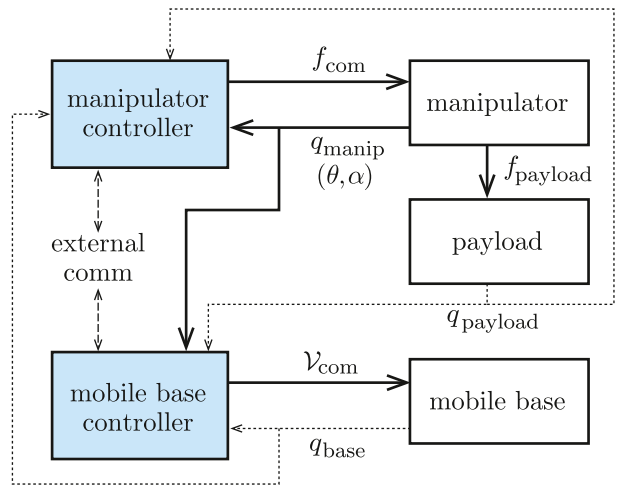 manipulator
controller
f_com
manipulator
q_manip
(θ,α)
f_payload
external
comm
payload
q_payload
mobile base
controller
𝒱_com
mobile base
q_base